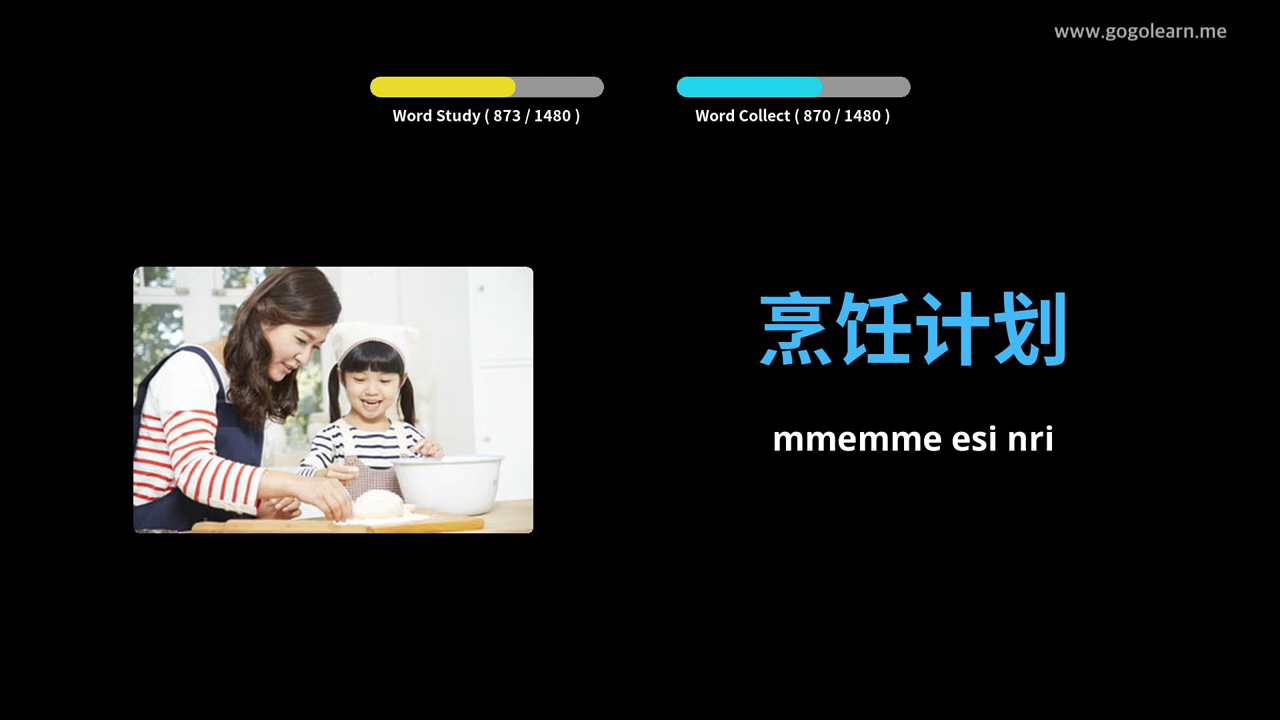 www.gogolearn.me
Word Study ( 873 / 1480 )
Word Collect ( 870 / 1480 )
烹饪计划
mmemme esi nri